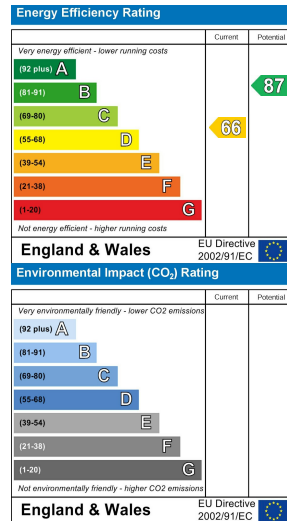 Energy Efficiency Rating
Current Potential
Very energy efficient - lower running costs
(92 plus) A
(81-91) B
87
(69-80) C
66
(55-68) D
(39-54) E
(21-38) F
(1-20) G
Not energy efficient - higher running costs
England & Wales
EU Directive
2002/91/EC
Environmental Impact (CO₂) Rating
Current Potential
Very environmentally friendly - lower CO2 emissions
(92 plus) A
(81-91) B
(69-80) C
(55-68) D
(39-54) E
(21-38) F
(1-20) G
Not environmentally friendly - higher CO2 emissions
England & Wales
EU Directive
2002/91/EC